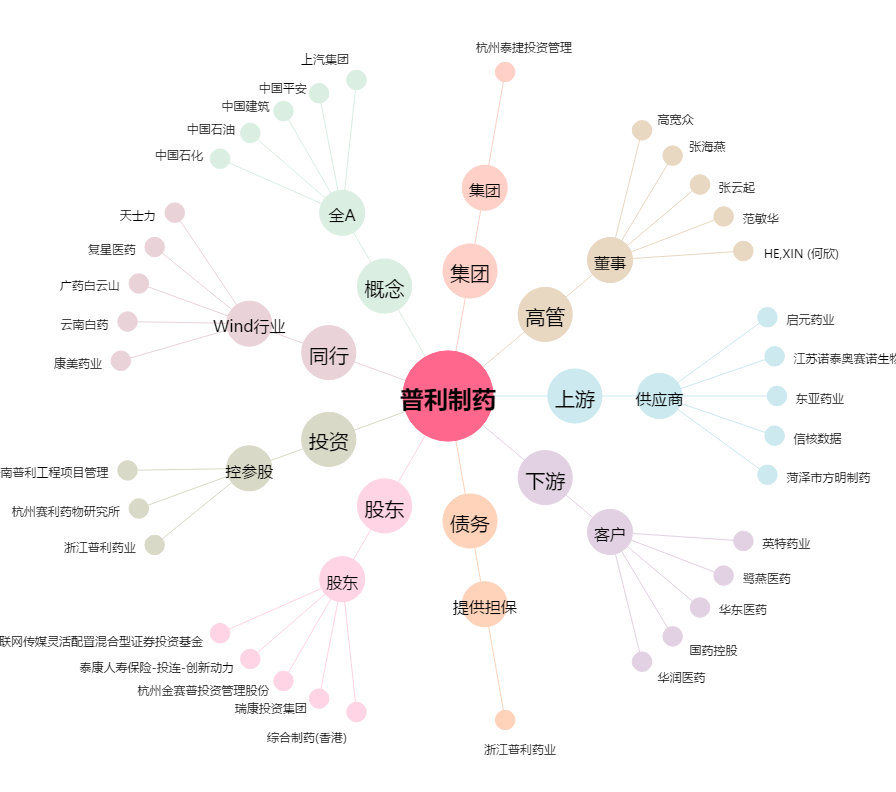 普利制药
集团
集团
杭州泰捷投资管理
高管
董事
高宽众
张海燕
张云起
范敏华
HE,XIN (何欣)
上游
供应商
启元药业
江苏诺泰奥赛诺生物
东亚药业
信核数据
菏泽市方明制药
下游
客户
英特药业
鹭燕医药
华东医药
国药控股
华润医药
债务
提供担保
浙江普利药业
股东
股东
综合制药(香港)
瑞康投资集团
杭州金赛普投资管理股份
泰康人寿保险-投连-创新动力
联网传媒灵活配置混合型证券投资基金
投资
控参股
浙江普利药业
杭州赛利药物研究所
南普利工程项目管理
同行
Wind行业
康美药业
云南白药
广药白云山
复星医药
天士力
概念
全A
中国石化
中国石油
中国建筑
中国平安
上汽集团